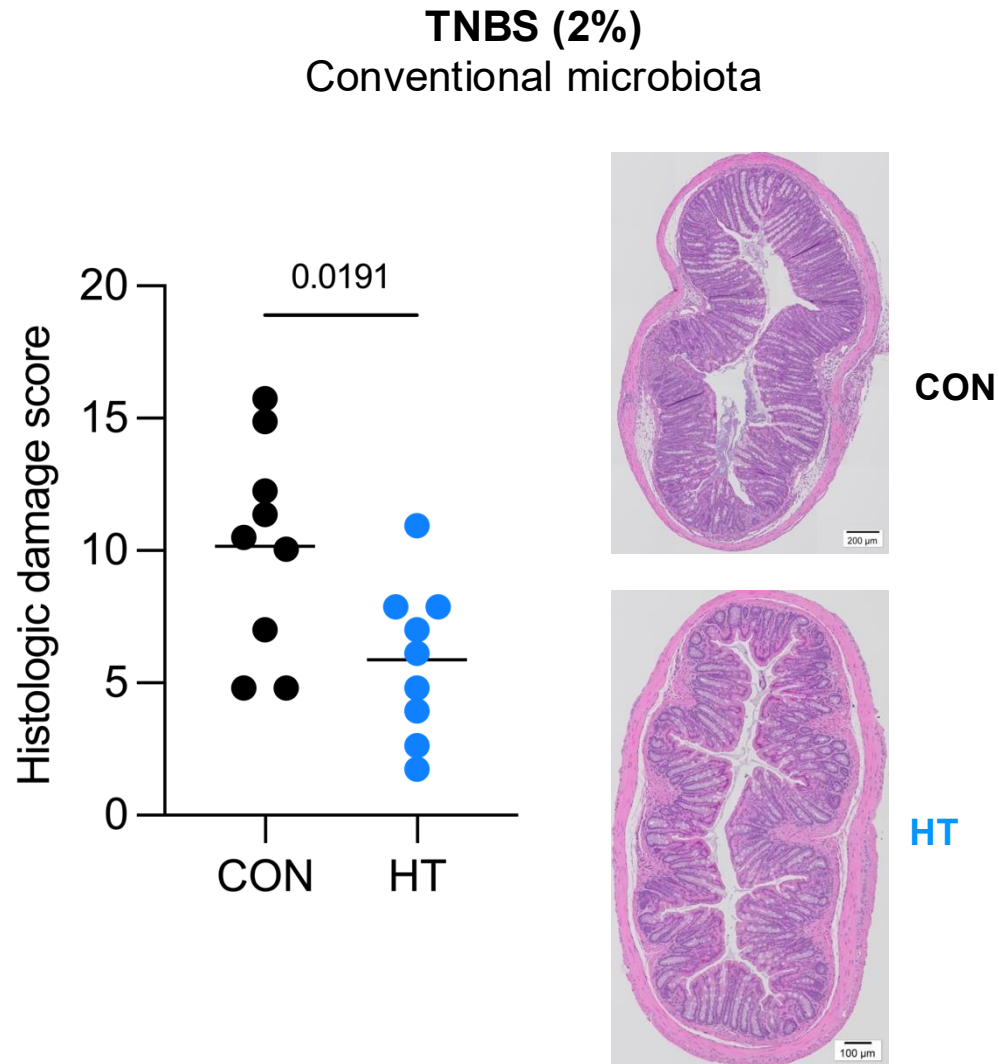 TNBS (2%)
Conventional microbiota
Histologic damage score
20
15
10
5
0
0.0191
CON
HT
200 µm
CON
100 µm
HT